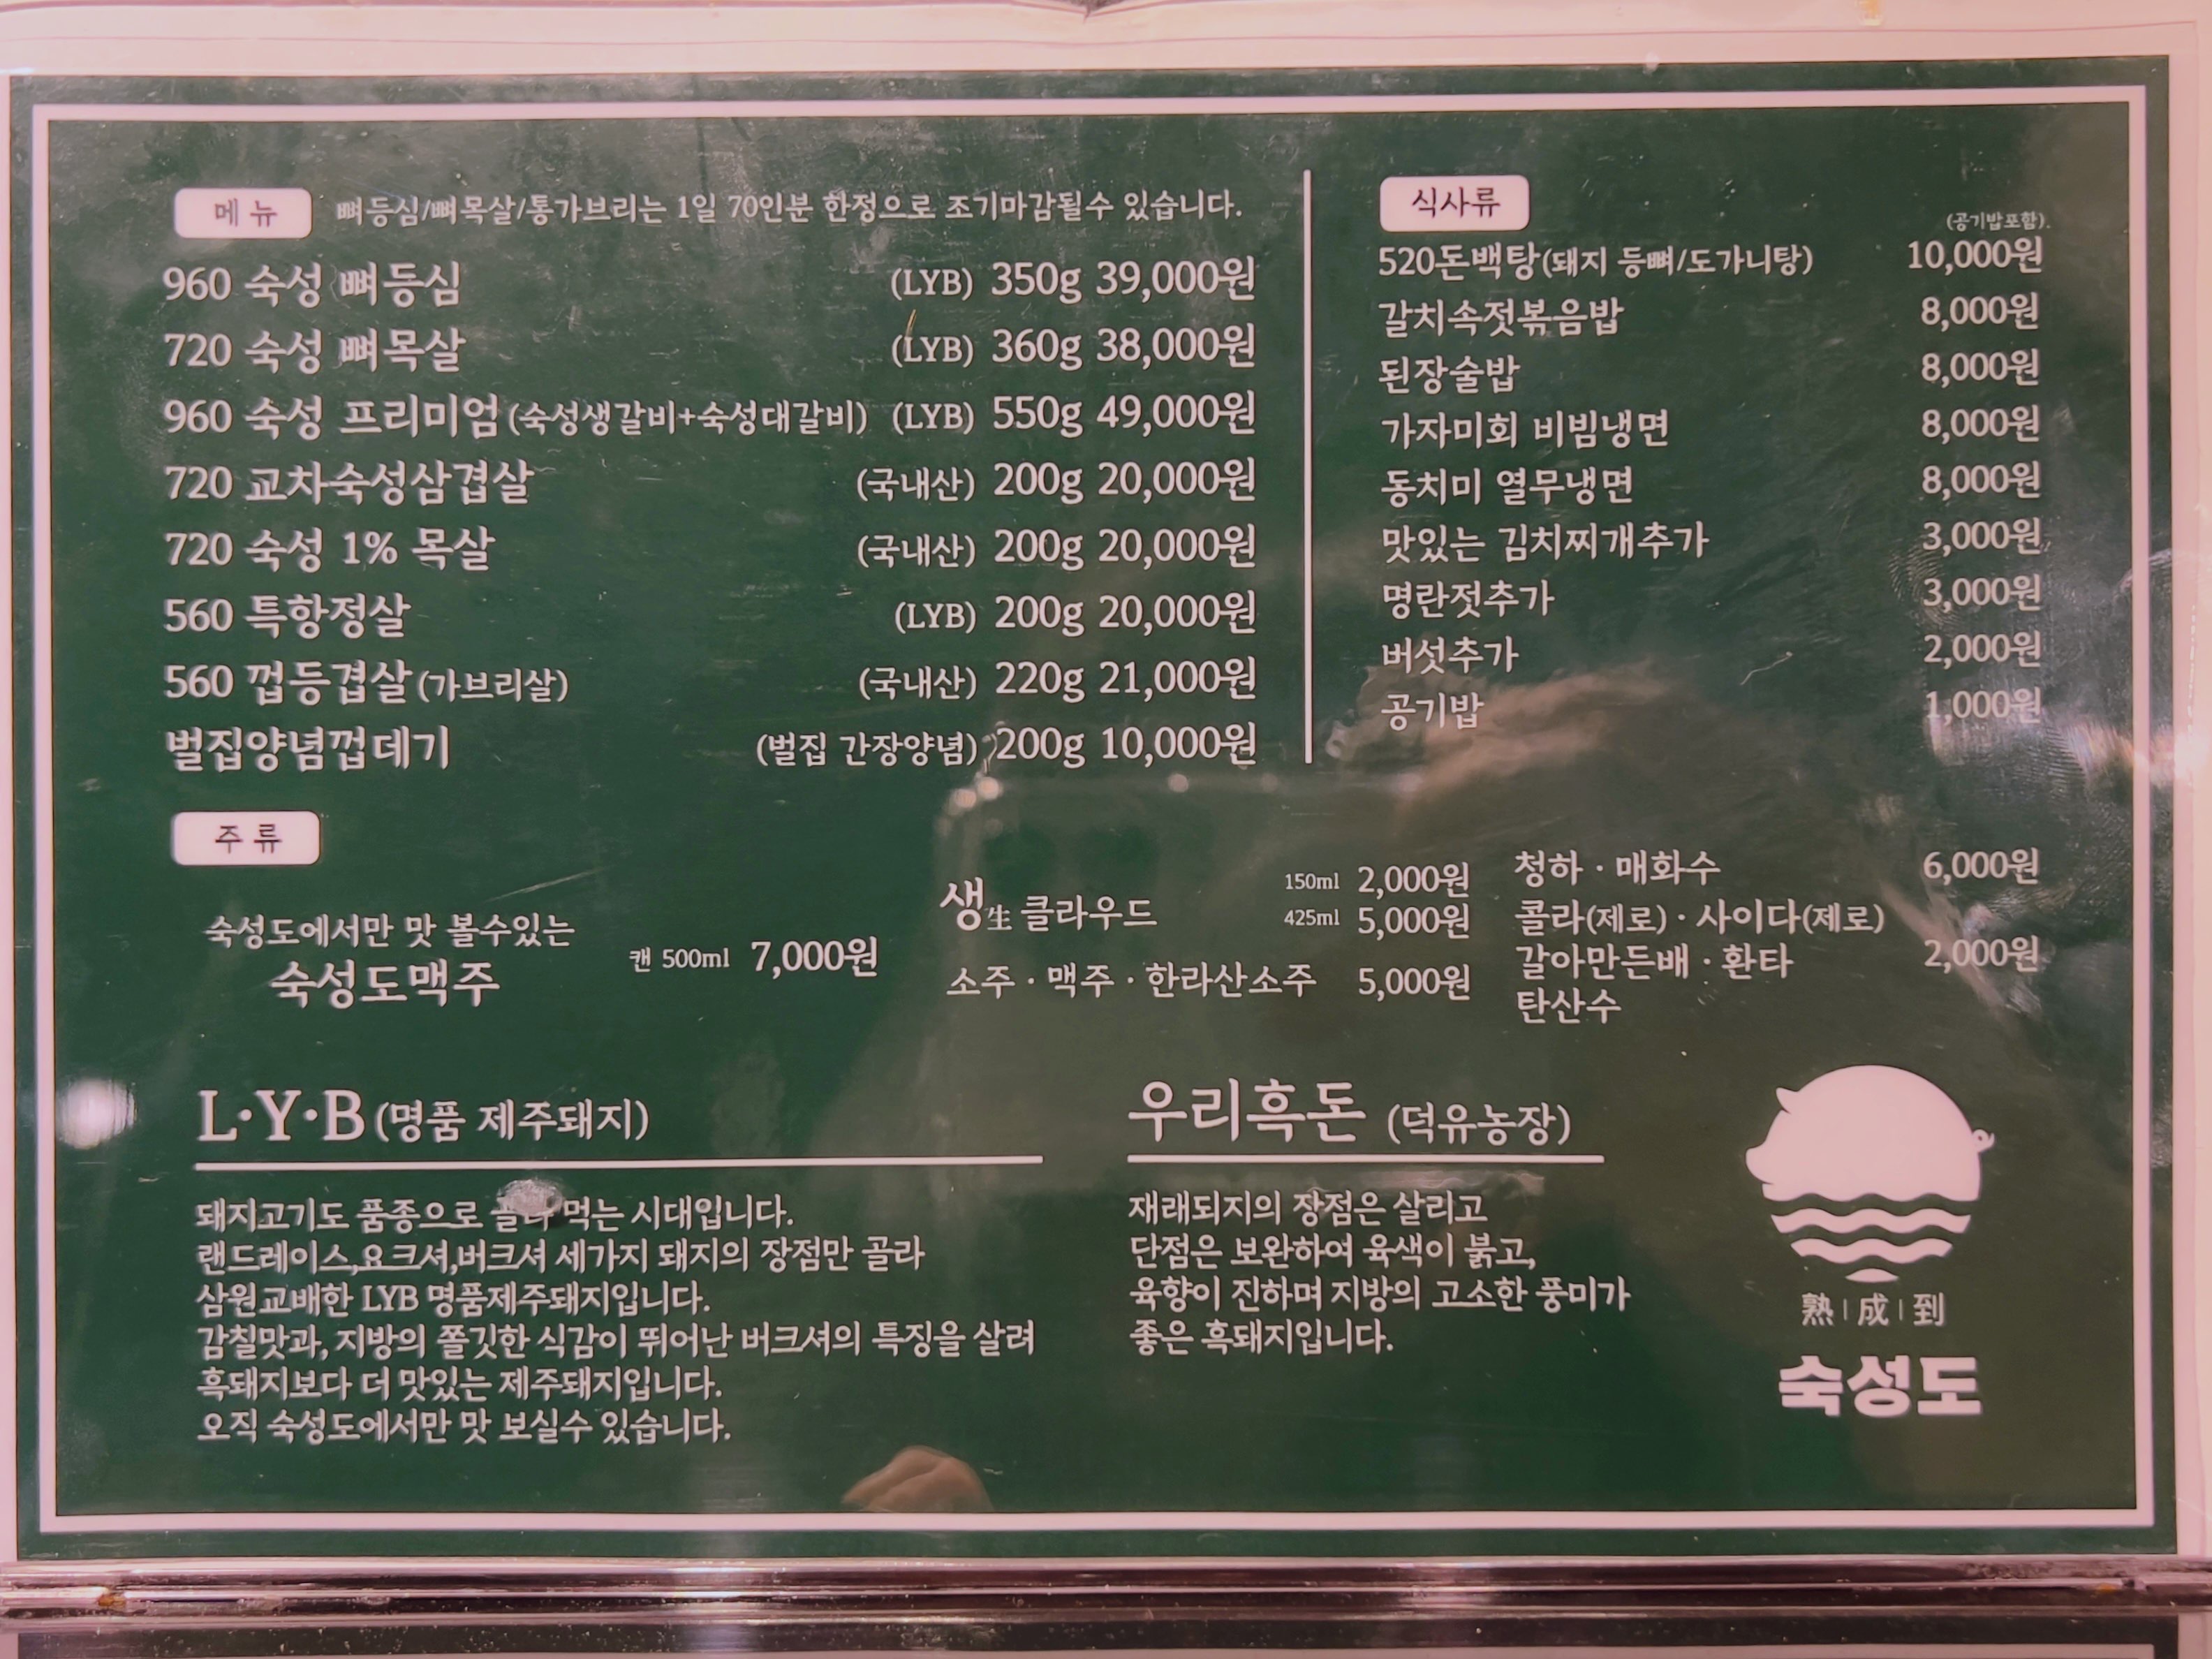 메뉴 뼈등심/뼈목살/통가브리는 1일 70인분 한정으로 조기마감될수 있습니다.
960 숙성 뼈등심 (LYB) 350g 39,000원
720 숙성 뼈목살 (LYB) 360g 38,000원
960 숙성 프리미엄 (숙성생갈비+숙성대갈비) (LYB) 550g 49,000원
720 교차숙성삼겹살 (국내산) 200g 20,000원
720 숙성 1% 목살 (국내산) 200g 20,000원
560 특항정살 (LYB) 200g 20,000원
560 껍등겹살 (가브리살) (국내산) 220g 21,000원
벌집양념껍데기 (벌집 간장양념) 200g 10,000원
식사류
(공기밥포함).
520돈백탕(돼지 등뼈/도가니탕) 10,000원
갈치속젓볶음밥 8,000원
된장술밥 8,000원
가자미회 비빔냉면 8,000원
동치미 열무냉면 8,000원
맛있는 김치찌개추가 3,000원
명란젓추가 3,000원
버섯추가 2,000원
공기밥 1,000원
주류
숙성도에서만 맛 볼수있는
숙성도맥주 캔 500ml 7,000원
생生 클라우드 150ml 2,000원
425ml 5,000원
소주 · 맥주 · 한라산소주 5,000원
청하 · 매화수 6,000원
콜라(제로) · 사이다(제로)
갈아만든배 · 환타 2,000원
탄산수
L·Y·B (명품 제주돼지)
돼지고기도 품종으로 먹는 시대입니다.
랜드레이스,요크셔,버크셔 세가지 돼지의 장점만 골라
삼원교배한 LYB 명품제주돼지입니다.
감칠맛과, 지방의 쫄깃한 식감이 뛰어난 버크셔의 특징을 살려
흑돼지보다 더 맛있는 제주돼지입니다.
오직 숙성도에서만 맛 보실수 있습니다.
우리흑돈 (덕유농장)
재래되지의 장점은 살리고
단점은 보완하여 육색이 붉고,
육향이 진하며 지방의 고소한 풍미가
좋은 흑돼지입니다.
熟 | 成 | 到
숙성도